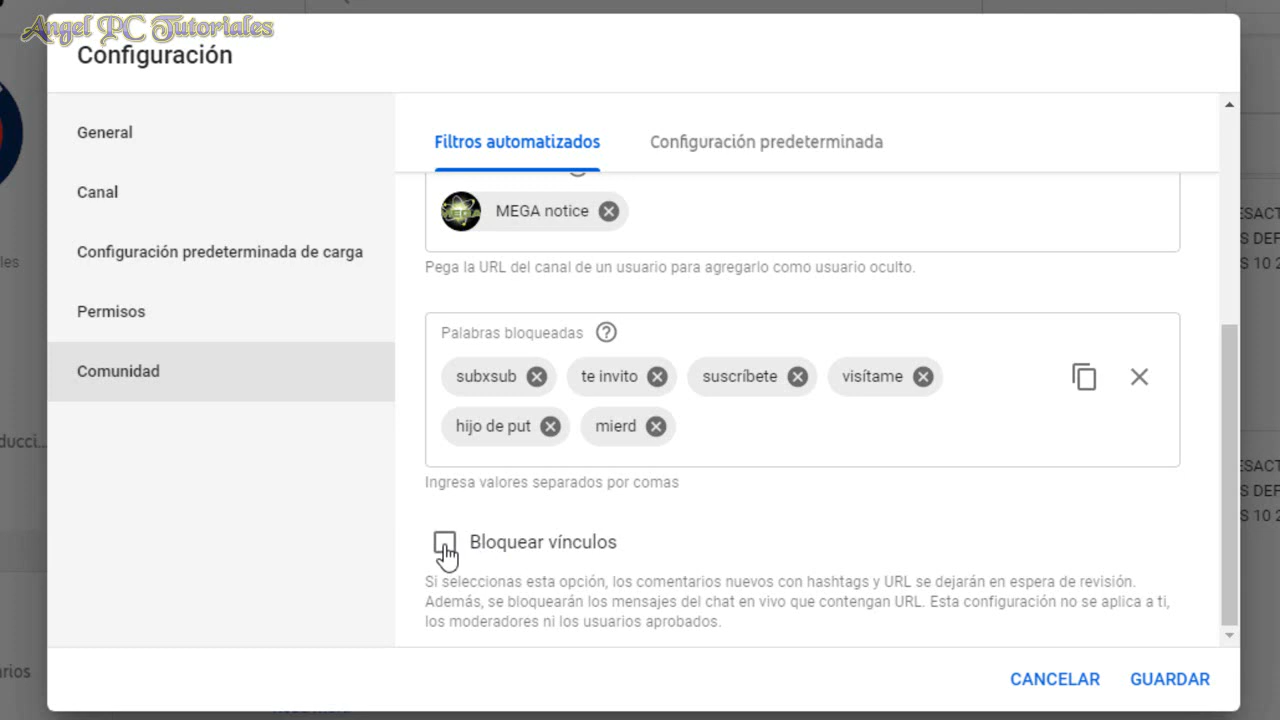 Angel PC Tutoriales
Configuración
General
Canal
Configuración predeterminada de carga
Permisos
Comunidad
Filtros automatizados
Configuración predeterminada
MEGA notice
Pega la URL del canal de un usuario para agregarlo como usuario oculto.
Palabras bloqueadas ?
subxsub te invito suscríbete visítame
hijo de put mierd
Ingresa valores separados por comas
Bloquear vínculos
Si seleccionas esta opción, los comentarios nuevos con hashtags y URL se dejarán en espera de revisión.
Además, se bloquearán los mensajes del chat en vivo que contengan URL. Esta configuración no se aplica a ti,
los moderadores ni los usuarios aprobados.
CANCELAR GUARDAR